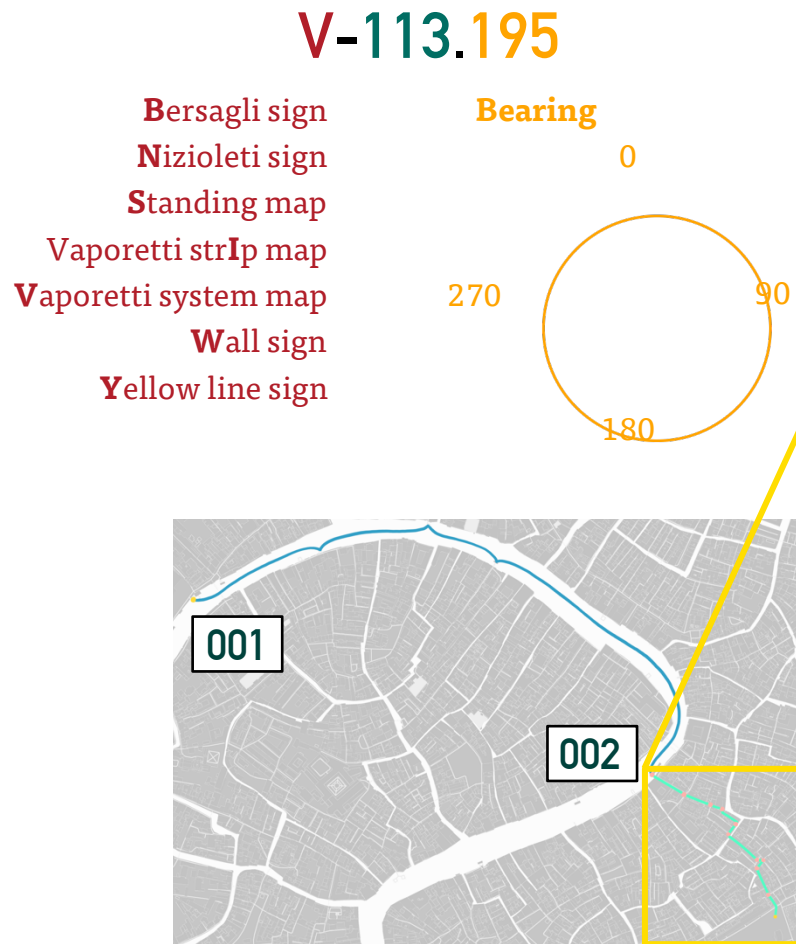 V-113.195
Bersagli sign
Nizioleti sign
Standing map
Vaporetti strIp map
Vaporetti system map
Wall sign
Yellow line sign
Bearing
0
270
90
180
001
002